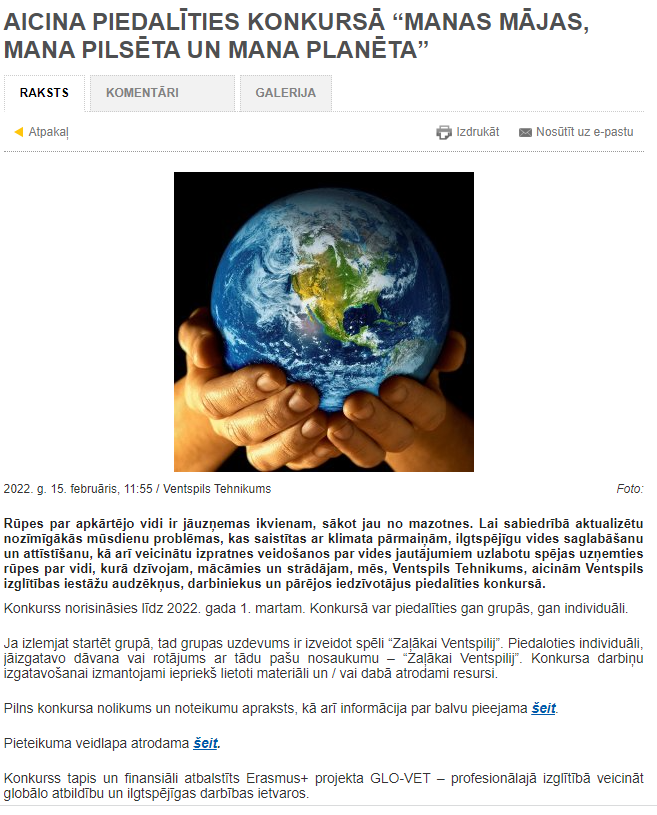 AICINA PIEDALĪTIES KONKURSĀ “MANAS MĀJAS,
MANA PILSĒTA UN MANA PLANĒTA”
RAKSTS KOMENTĀRI GALERIJA
Atpakaļ Izdrukāt Nosūtīt uz e-pastu
2022. g. 15. februāris, 11:55 / Ventspils Tehnikums Foto:
Rūpes par apkārtējo vidi ir jāuzņemas ikvienam, sākot jau no mazotnes. Lai sabiedrībā aktualizētu
nozīmīgākās mūsdienu problēmas, kas saistītas ar klimata pārmaiņām, ilgtspējīgu vides saglabāšanu
un attīstīšanu, kā arī veicinātu izpratnes veidošanos par vides jautājumiem uzlabotu spējas uzņemties
rūpes par vidi, kurā dzīvojam, mācāmies un strādājam, mēs, Ventspils Tehnikums, aicinām Ventspils
izglītības iestāžu audzēkņus, darbiniekus un pārējos iedzīvotājus piedalīties konkursā.
Konkurss norisināsies līdz 2022. gada 1. martam. Konkursā var piedalīties gan grupās, gan individuāli.
Ja izlemjat startēt grupā, tad grupas uzdevums ir izveidot spēli “Zaļākai Ventspilij”. Piedaloties individuāli,
jāizgatavo dāvana vai rotājums ar tādu pašu nosaukumu – “Zaļākai Ventspilij”. Konkursa darbiņu
izgatavošanai izmantojami iepriekš lietoti materiāli un / vai dabā atrodami resursi.
Pilns konkursa nolikums un noteikumu apraksts, kā arī informācija par balvu pieejama šeit.
Pieteikuma veidlapa atrodama šeit.
Konkurss tapis un finansiāli atbalstīts Erasmus+ projekta GLO-VET – profesionālajā izglītībā veicināt
globālo atbildību un ilgtspējīgas darbības ietvaros.